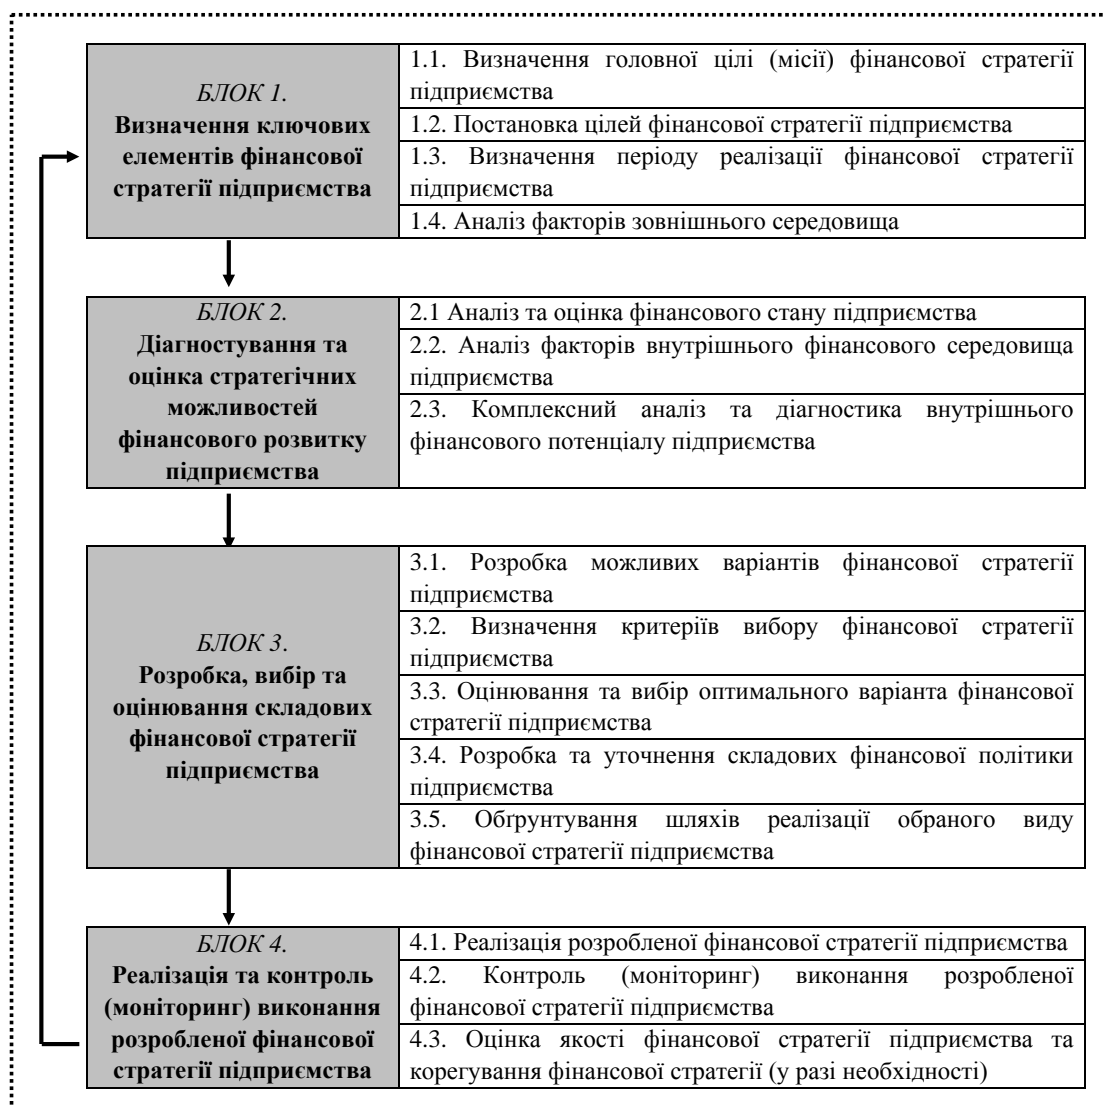 БЛОК 1.
Визначення ключових
елементів фінансової
стратегії підприємства
1.1. Визначення головної цілі (місії) фінансової стратегії
підприємства
1.2. Постановка цілей фінансової стратегії підприємства
1.3. Визначення періоду реалізації фінансової стратегії
підприємства
1.4. Аналіз факторів зовнішнього середовища
БЛОК 2.
Діагностування та
оцінка стратегічних
можливостей
фінансового розвитку
підприємства
2.1 Аналіз та оцінка фінансового стану підприємства
2.2. Аналіз факторів внутрішнього фінансового середовища
підприємства
2.3. Комплексний аналіз та діагностика внутрішнього
фінансового потенціалу підприємства
БЛОК 3.
Розробка, вибір та
оцінювання складових
фінансової стратегії
підприємства
3.1. Розробка можливих варіантів фінансової стратегії
підприємства
3.2. Визначення критеріїв вибору фінансової стратегії
підприємства
3.3. Оцінювання та вибір оптимального варіанта фінансової
стратегії підприємства
3.4. Розробка та уточнення складових фінансової політики
підприємства
3.5. Обґрунтування шляхів реалізації обраного виду
фінансової стратегії підприємства
БЛОК 4.
Реалізація та контроль
(моніторинг) виконання
розробленої фінансової
стратегії підприємства
4.1. Реалізація розробленої фінансової стратегії підприємства
4.2. Контроль (моніторинг) виконання розробленої
фінансової стратегії підприємства
4.3. Оцінка якості фінансової стратегії підприємства та
корегування фінансової стратегії (у разі необхідності)